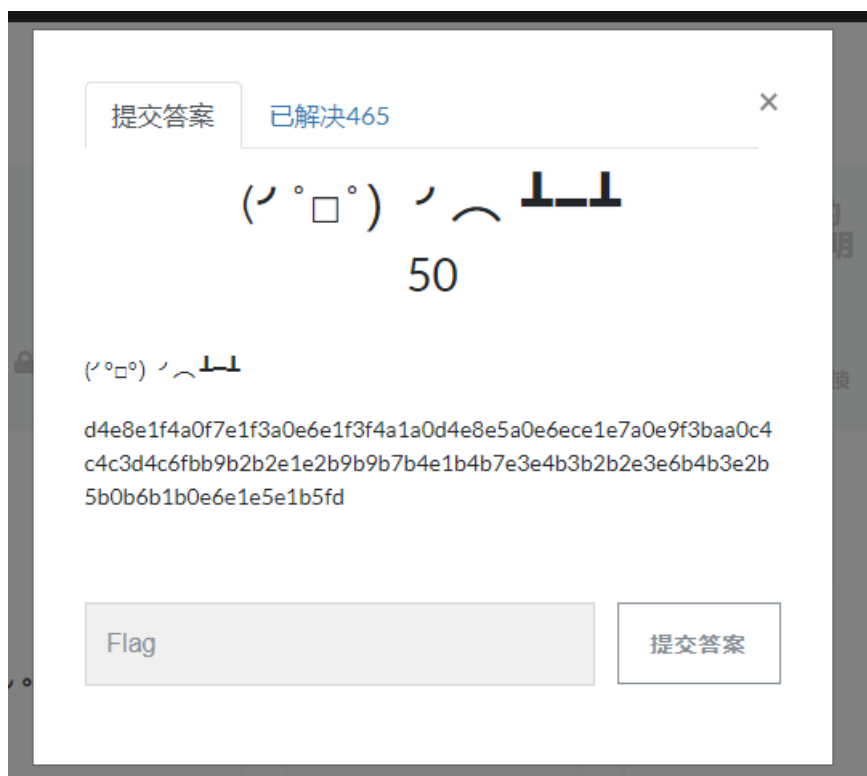 提交答案 已解决465 ×
(╯°□°）╯︵ ┻━┻
50
(╯°□°）╯︵ ┻━┻
d4e8e1f4a0f7e1f3a0e6e1f3f4a1a0d4e8e5a0e6ece1e7a0e9f3baa0c4
c4c3d4c6fbb9b2b2e1e2b9b9b7b4e1b4b7e3e4b3b2b2e3e6b4b3e2b
5b0b6b1b0e6e1e5e1b5fd
Flag 提交答案